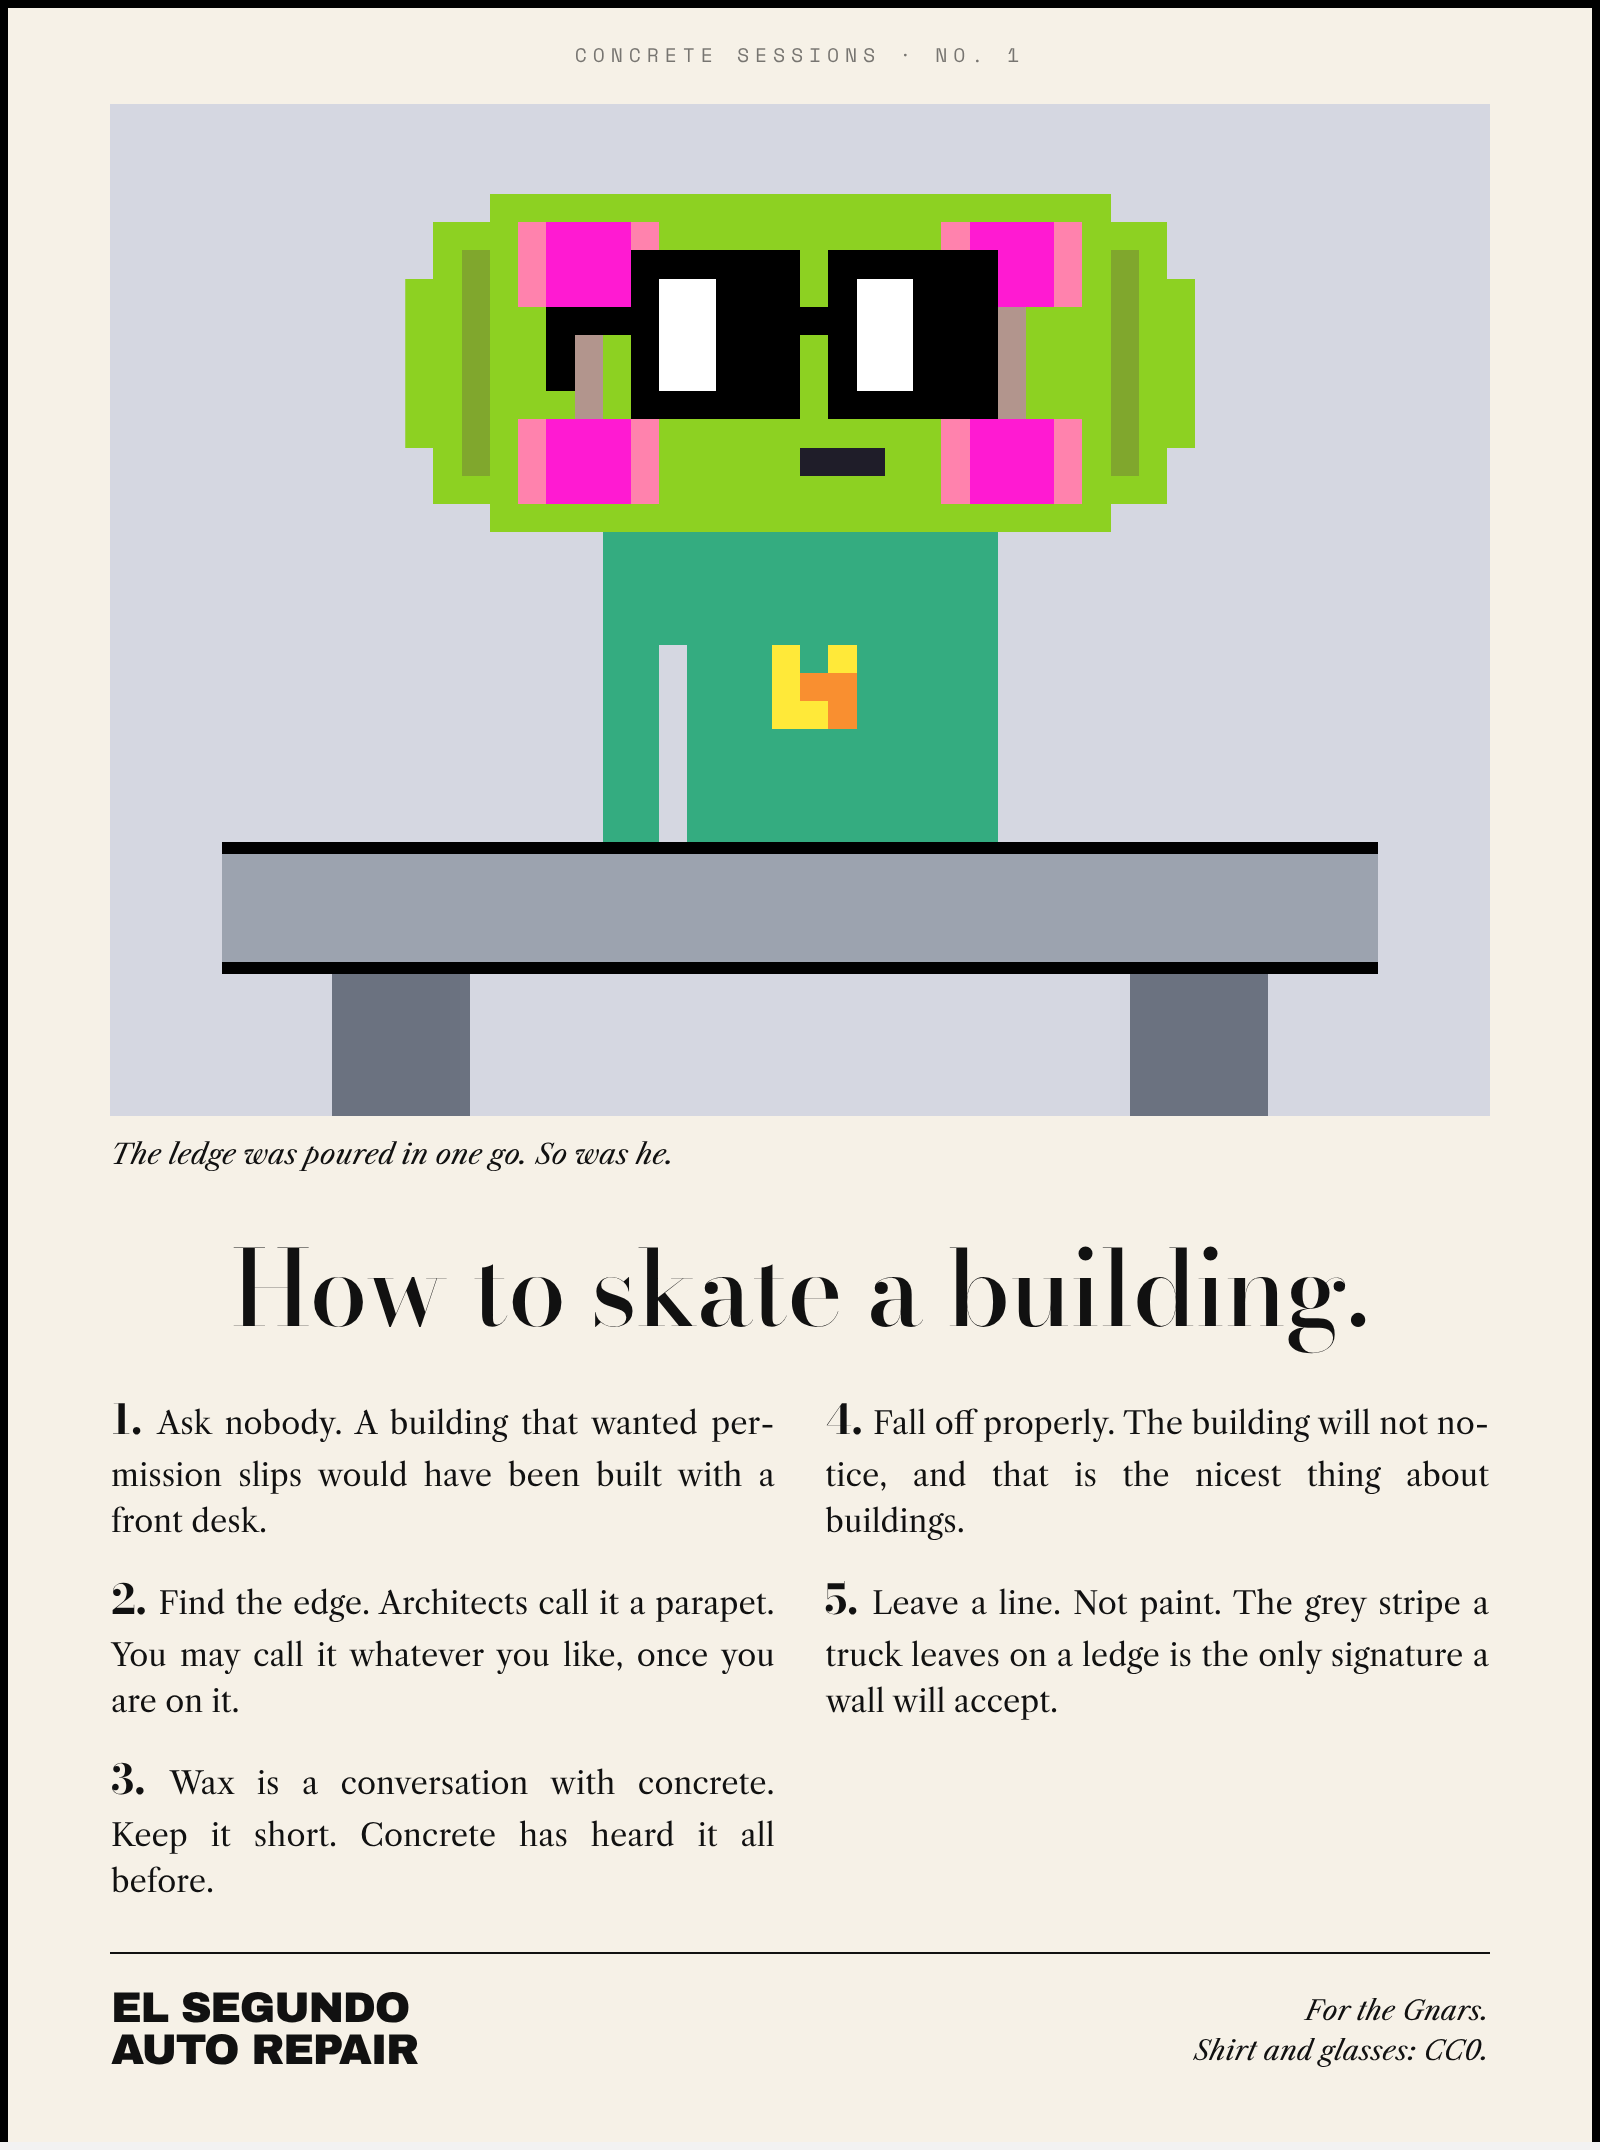 CONCRETE SESSIONS · NO. 1
The ledge was poured in one go. So was he.
How to skate a building.
1. Ask nobody. A building that wanted per-
mission slips would have been built with a
front desk.
2. Find the edge. Architects call it a parapet.
You may call it whatever you like, once you
are on it.
3. Wax is a conversation with concrete.
Keep it short. Concrete has heard it all
before.
4. Fall off properly. The building will not no-
tice, and that is the nicest thing about
buildings.
5. Leave a line. Not paint. The grey stripe a
truck leaves on a ledge is the only signature a
wall will accept.
EL SEGUNDO
AUTO REPAIR
For the Gnars.
Shirt and glasses: CC0.